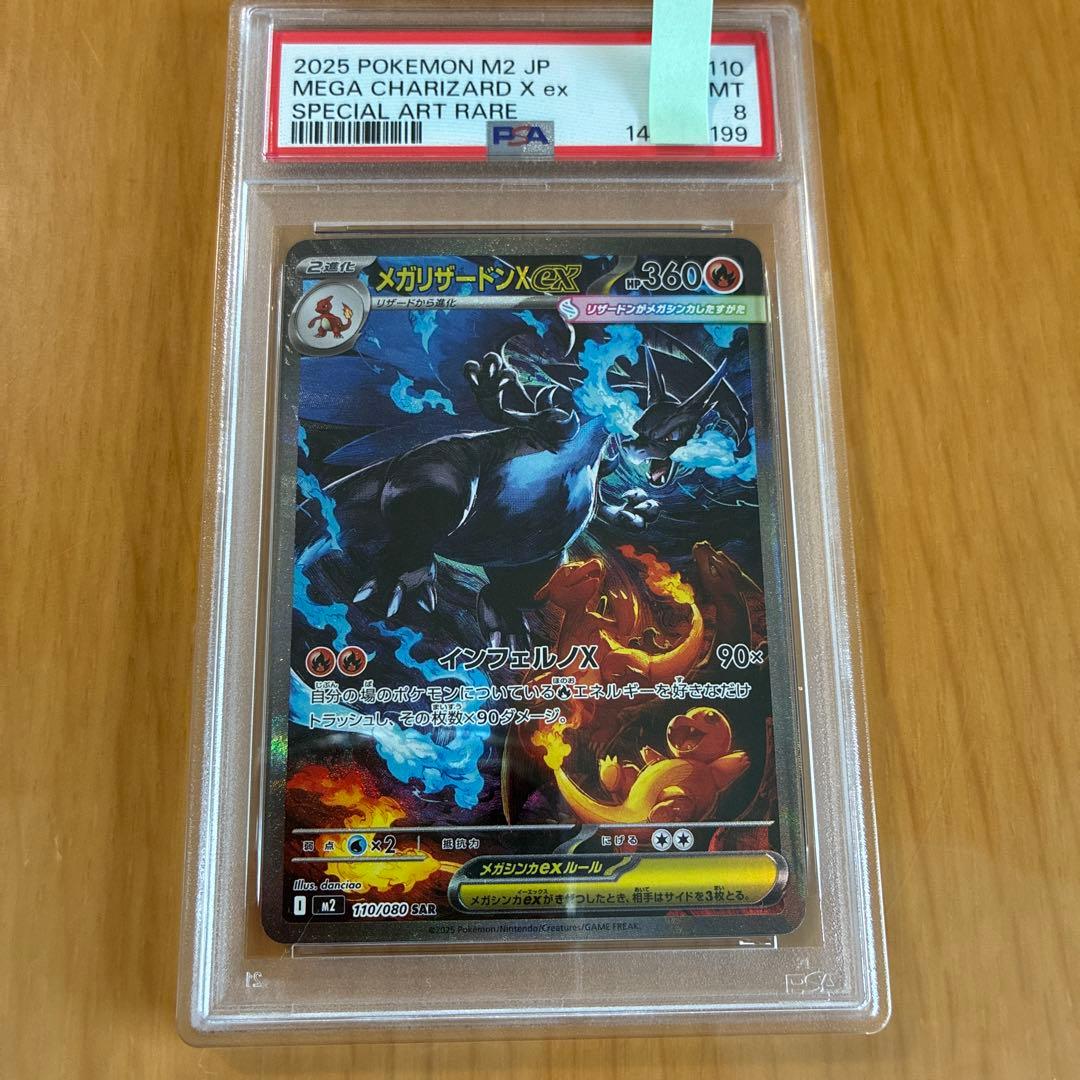 2025 POKEMON M2 JP
110
MEGA CHARIZARD X ex
MT
SPECIAL ART RARE
8
PSA
14
199
2進化
メガリザードンXex
HP360
リザードから進化
リザードンがメガシンカしたすがた
インフェルノX
90×
自分の場のポケモンについているエネルギーを好きなだけ
トラッシュし、その枚数×90ダメージ。
弱点
×2
抵抗力
にげる
メガシンカexルール
メガシンカexがきぜつしたとき、相手はサイドを3枚とる。
Illus. danciao
I
M2
110/080 SAR
©2025 Pokémon/Nintendo/Creatures/GAME FREAK.
PSA